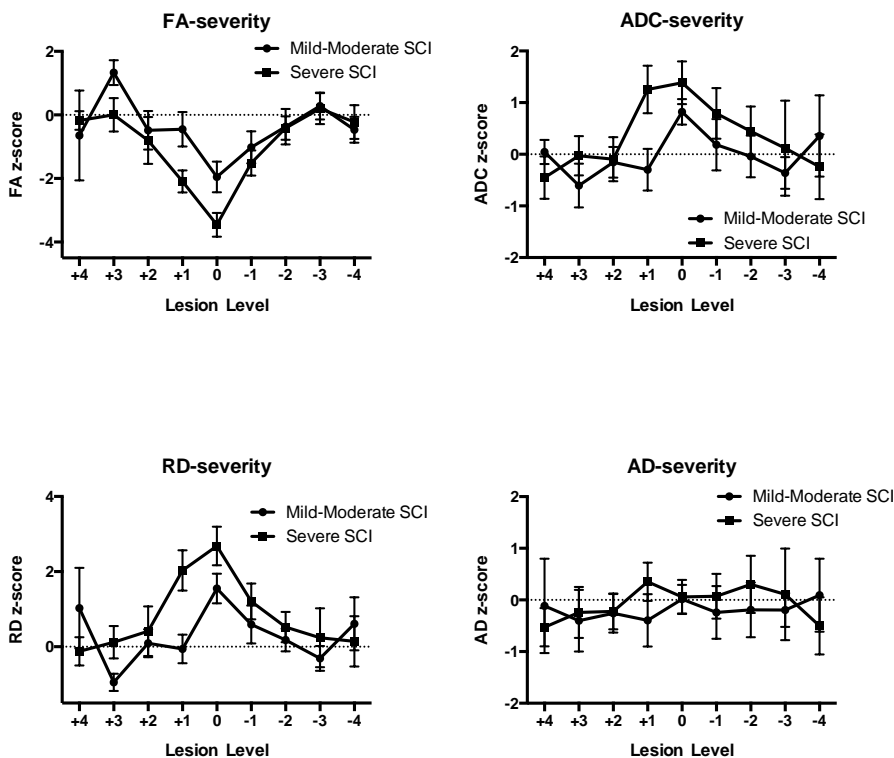 FA-severity
Mild-Moderate SCI
Severe SCI
2
0
-2
-4
FA z-score
+4 +3 +2 +1 0 -1 -2 -3 -4
Lesion Level
ADC-severity
2
1
0
-1
-2
ADC z-score
Mild-Moderate SCI
Severe SCI
+4 +3 +2 +1 0 -1 -2 -3 -4
Lesion Level
RD-severity
Mild-Moderate SCI
Severe SCI
4
2
0
RD z-score
+4 +3 +2 +1 0 -1 -2 -3 -4
Lesion Level
AD-severity
Mild-Moderate SCI
Severe SCI
2
1
0
-1
-2
AD z-score
+4 +3 +2 +1 0 -1 -2 -3 -4
Lesion Level